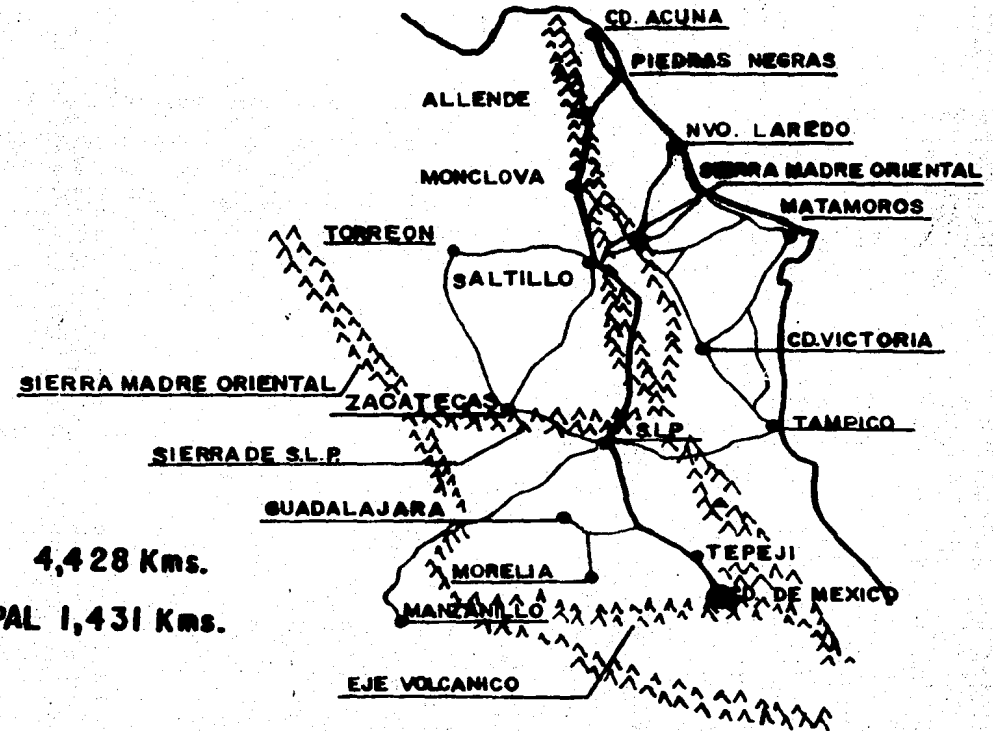 CD. ACUNA
PIEDRAS NEGRAS
ALLENDE
NVO. LAREDO
MONCLOVA
SIERRA MADRE ORIENTAL
MATAMOROS
TORREON
SALTILLO
CD. VICTORIA
SIERRA MADRE ORIENTAL
ZACATECAS
TAMPICO
S.L.P.
SIERRA DE S.L.P.
GUADALAJARA
4,428 Kms.
TEPEJI
MORELIA
CD. DE MEXICO
PAL 1,431 Kms.
MANZANILLO
EJE VOLCANICO